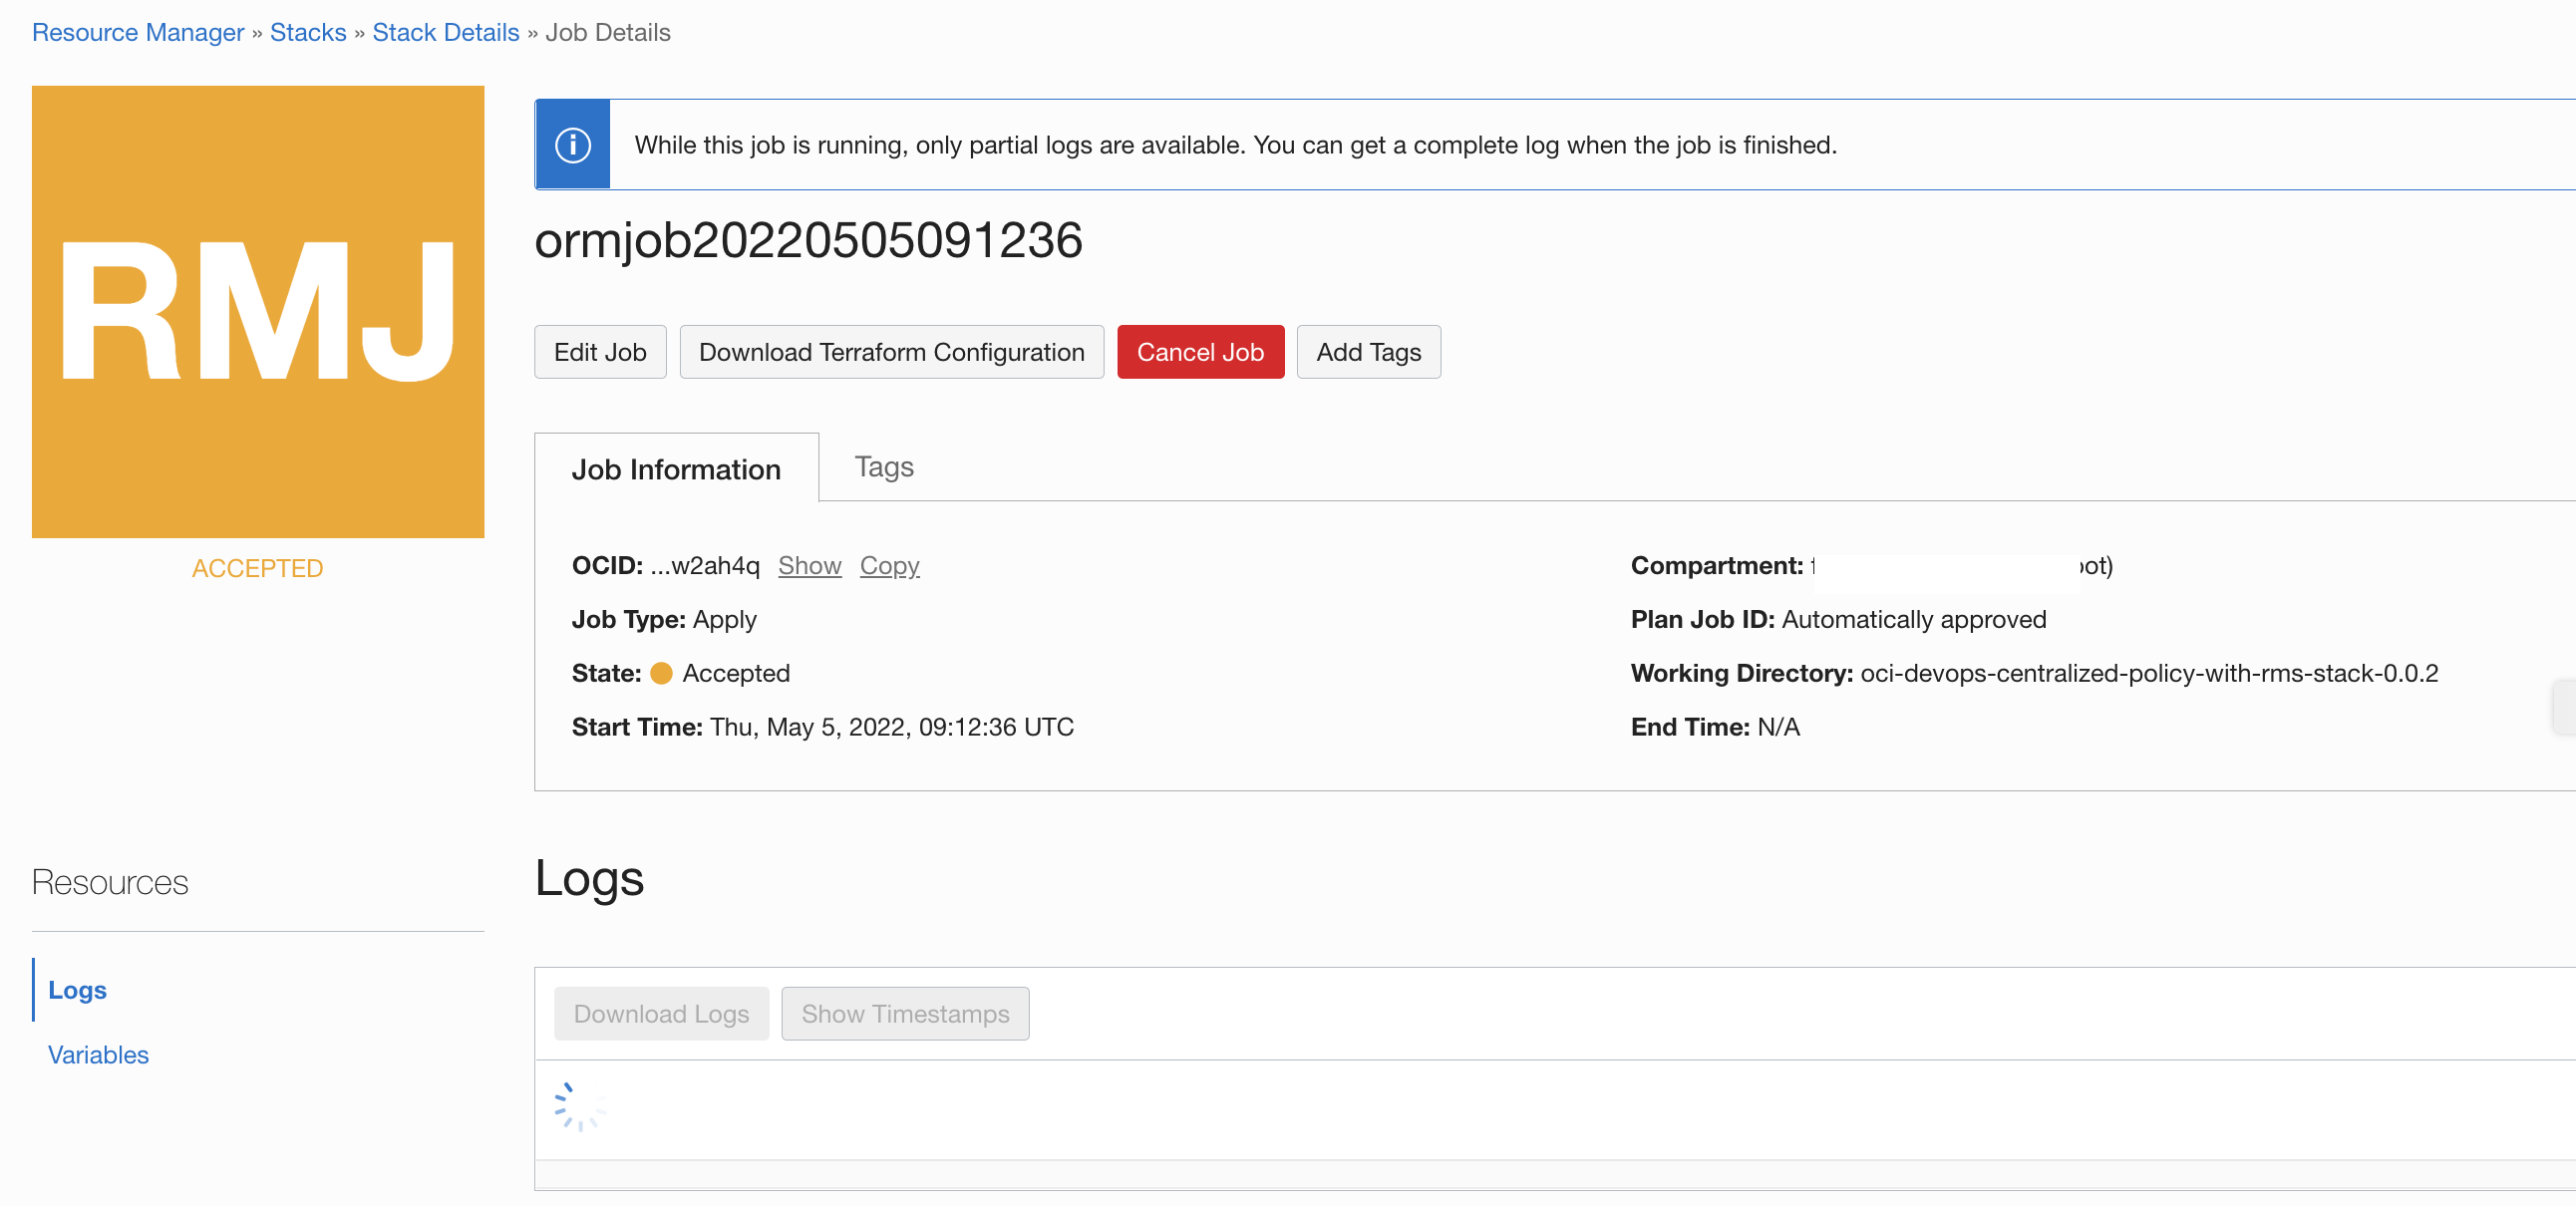 Resource Manager » Stacks » Stack Details » Job Details
RMJ
ACCEPTED
While this job is running, only partial logs are available. You can get a complete log when the job is finished.
ormjob20220505091236
Edit Job
Download Terraform Configuration
Cancel Job
Add Tags
Job Information
Tags
OCID: ...w2ah4q Show Copy
Job Type: Apply
State: Accepted
Start Time: Thu, May 5, 2022, 09:12:36 UTC
Compartment:
Plan Job ID: Automatically approved
Working Directory: oci-devops-centralized-policy-with-rms-stack-0.0.2
End Time: N/A
Resources
Logs
Variables
Logs
Download Logs
Show Timestamps